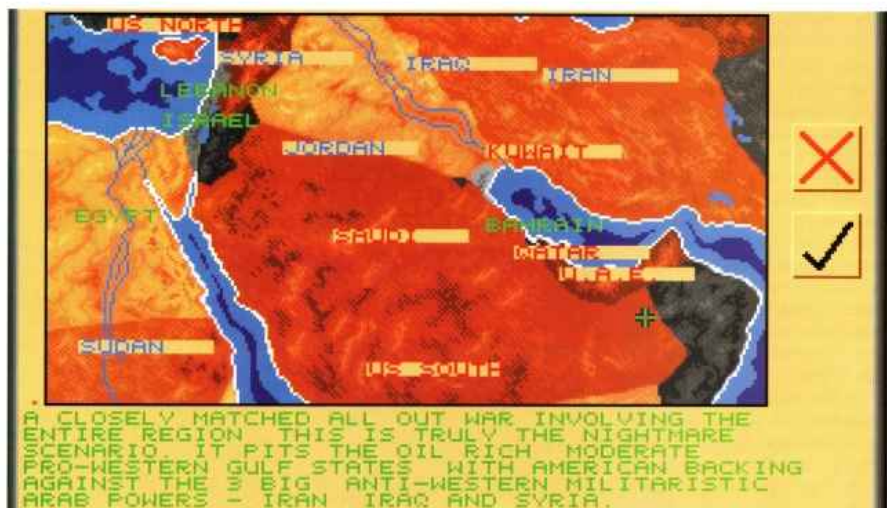 US NORTH
SYRIA
IRAQ
IRAN
LEBANON
ISRAEL
JORDAN
KUWAIT
EGYPT
SAUDI
BAHRAIN
QATAR
U.A.E
SUDAN
US SOUTH
A CLOSELY MATCHED ALL OUT WAR INVOLVING THE
ENTIRE REGION THIS IS TRULY THE NIGHTMARE
SCENARIO IT PITS THE OIL RICH MODERATE
PRO-WESTERN GULF STATES WITH AMERICAN BACKING
AGAINST THE 3 BIG ANTI-WESTERN MILITARISTIC
ARAB POWERS - IRAN IRAQ AND SYRIA.